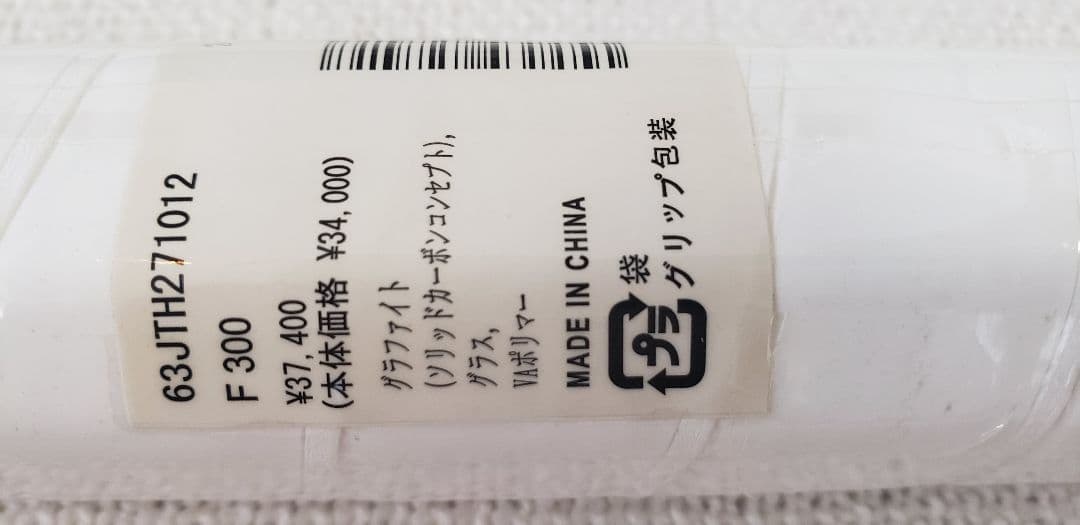 63JTH271012
F 300
¥37,400
(本体価格 ¥34,000)
グラファイト
(ソリッドカーボンコンセプト),
グラス,
VAポリマー
MADE IN CHINA
プラ 袋
グリップ包装